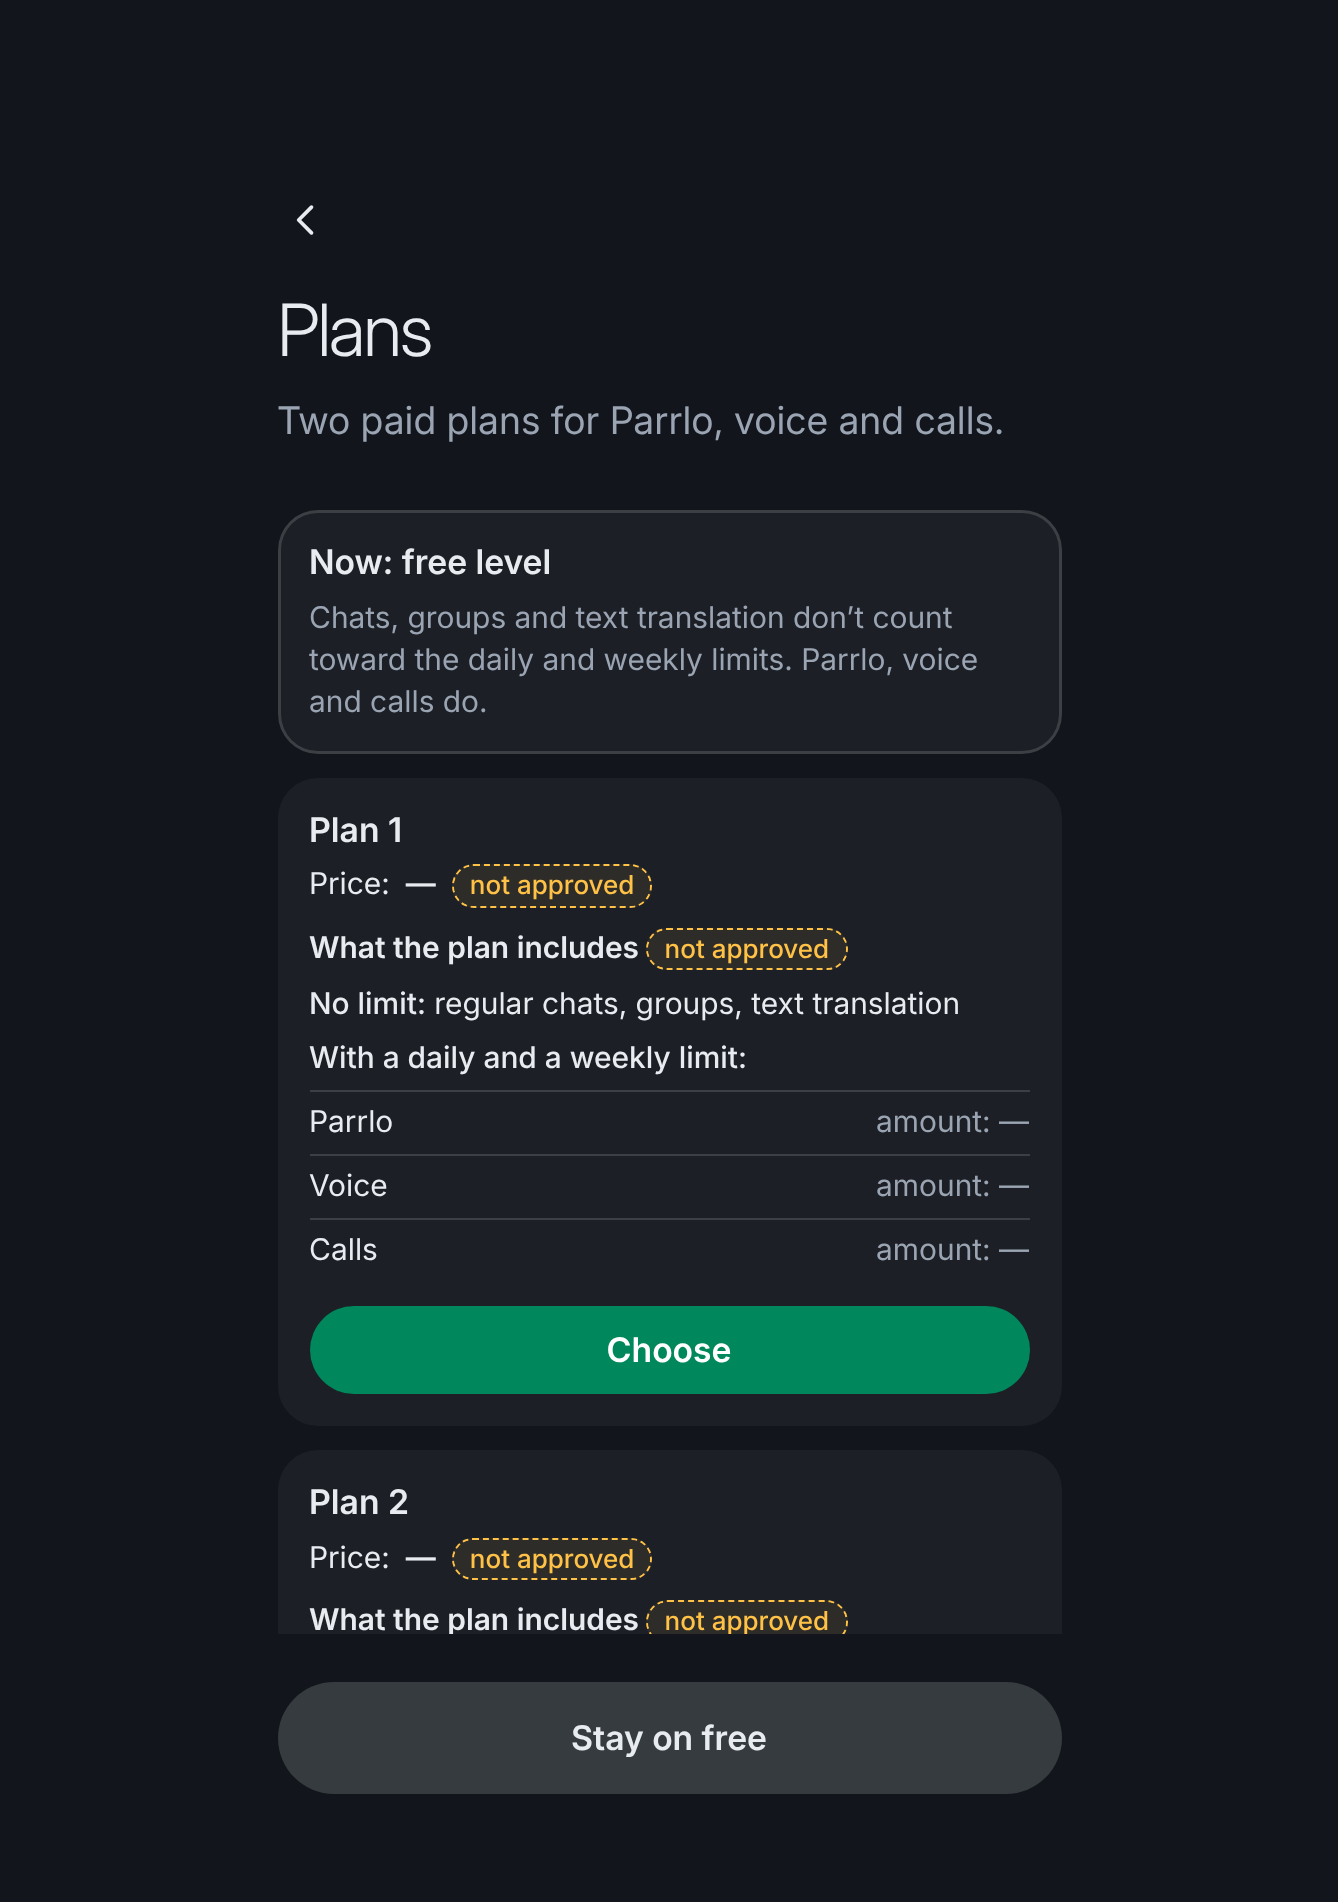 Plans
Two paid plans for Parrlo, voice and calls.
Now: free level
Chats, groups and text translation don’t count
toward the daily and weekly limits. Parrlo, voice
and calls do.
Plan 1
Price: — not approved
What the plan includes not approved
No limit: regular chats, groups, text translation
With a daily and a weekly limit:
Parrlo amount: —
Voice amount: —
Calls amount: —
Choose
Plan 2
Price: — not approved
What the plan includes not approved
Stay on free